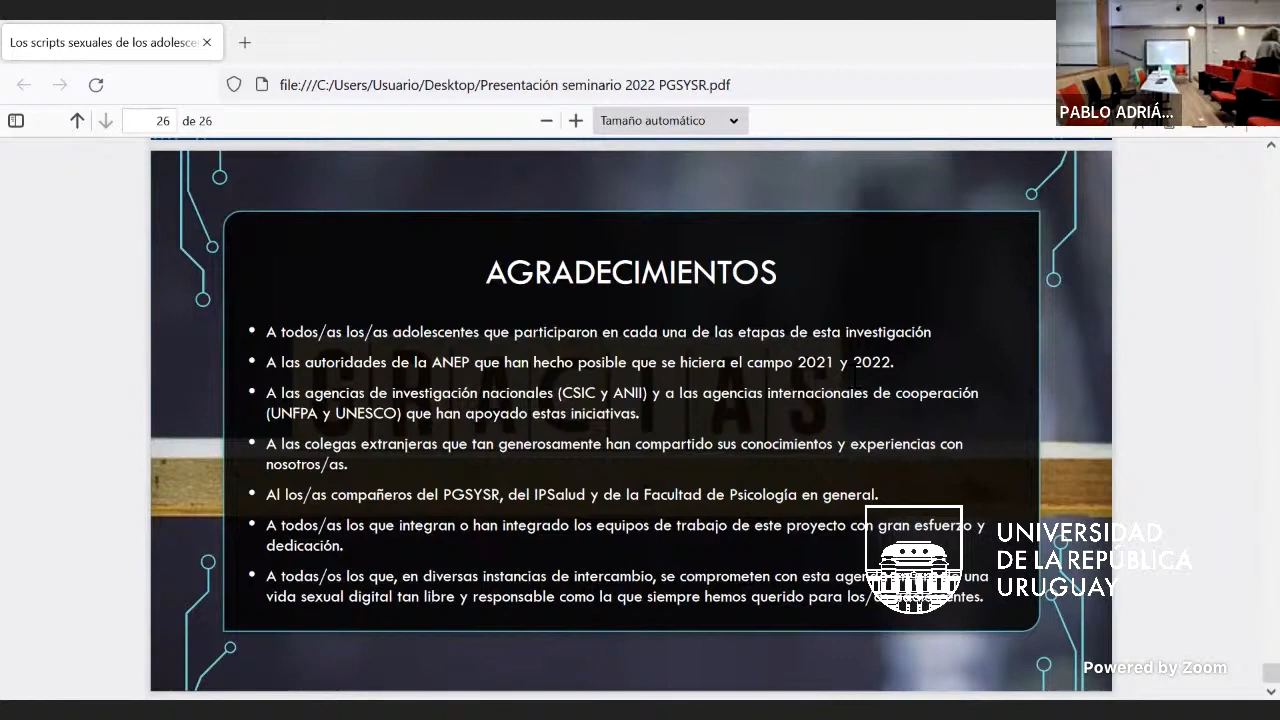 Los scripts sexuales de los adolesce
file:///C:/Users/Usuario/Desktop/Presentación seminario 2022 PGSYSR.pdf
PABLO ADRIÁ...
26 de 26
Tamaño automático
AGRADECIMIENTOS
• A todos/as los/as adolescentes que participaron en cada una de las etapas de esta investigación
• A las autoridades de la ANEP que han hecho posible que se hiciera el campo 2021 y 2022.
• A las agencias de investigación nacionales (CSIC y ANII) y a las agencias internacionales de cooperación
(UNFPA y UNESCO) que han apoyado estas iniciativas.
• A las colegas extranjeras que tan generosamente han compartido sus conocimientos y experiencias con
nosotros/as.
• Al los/as compañeros del PGSYSR, del IPSalud y de la Facultad de Psicología en general.
• A todos/as los que integran o han integrado los equipos de trabajo de este proyecto con gran esfuerzo y
dedicación.
• A todas/os los que, en diversas instancias de intercambio, se comprometen con esta una
vida sexual digital tan libre y responsable como la que siempre hemos querido para
UNIVERSIDAD
DE LA REPÚBLICA
URUGUAY
Powered by Zoom